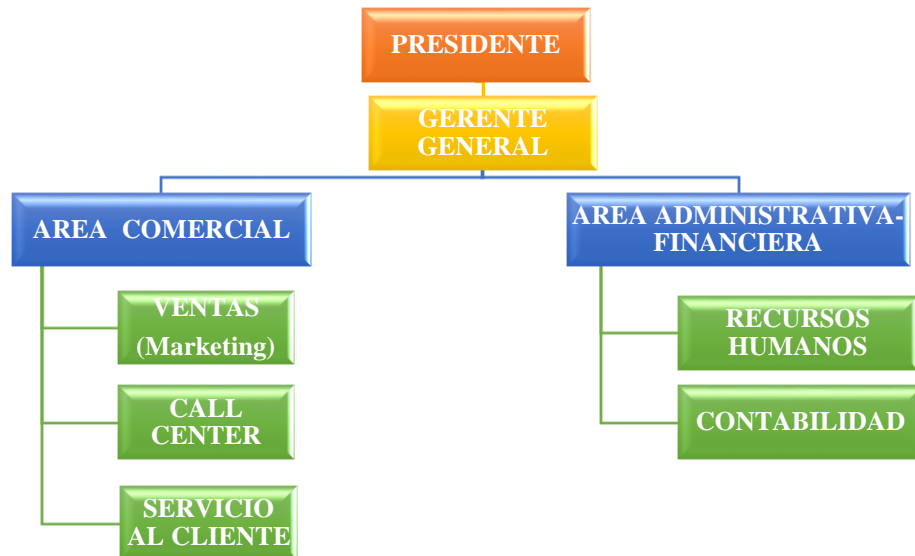 PRESIDENTE
GERENTE
GENERAL
AREA COMERCIAL
AREA ADMINISTRATIVA-
FINANCIERA
VENTAS
(Marketing)
CALL
CENTER
SERVICIO
AL CLIENTE
RECURSOS
HUMANOS
CONTABILIDAD